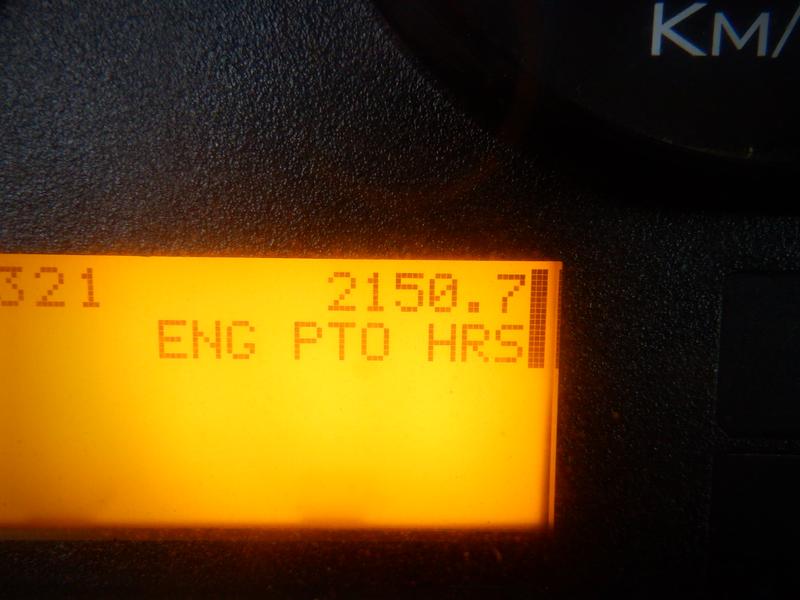 KM/
321 2150.7
ENG PTO HRS